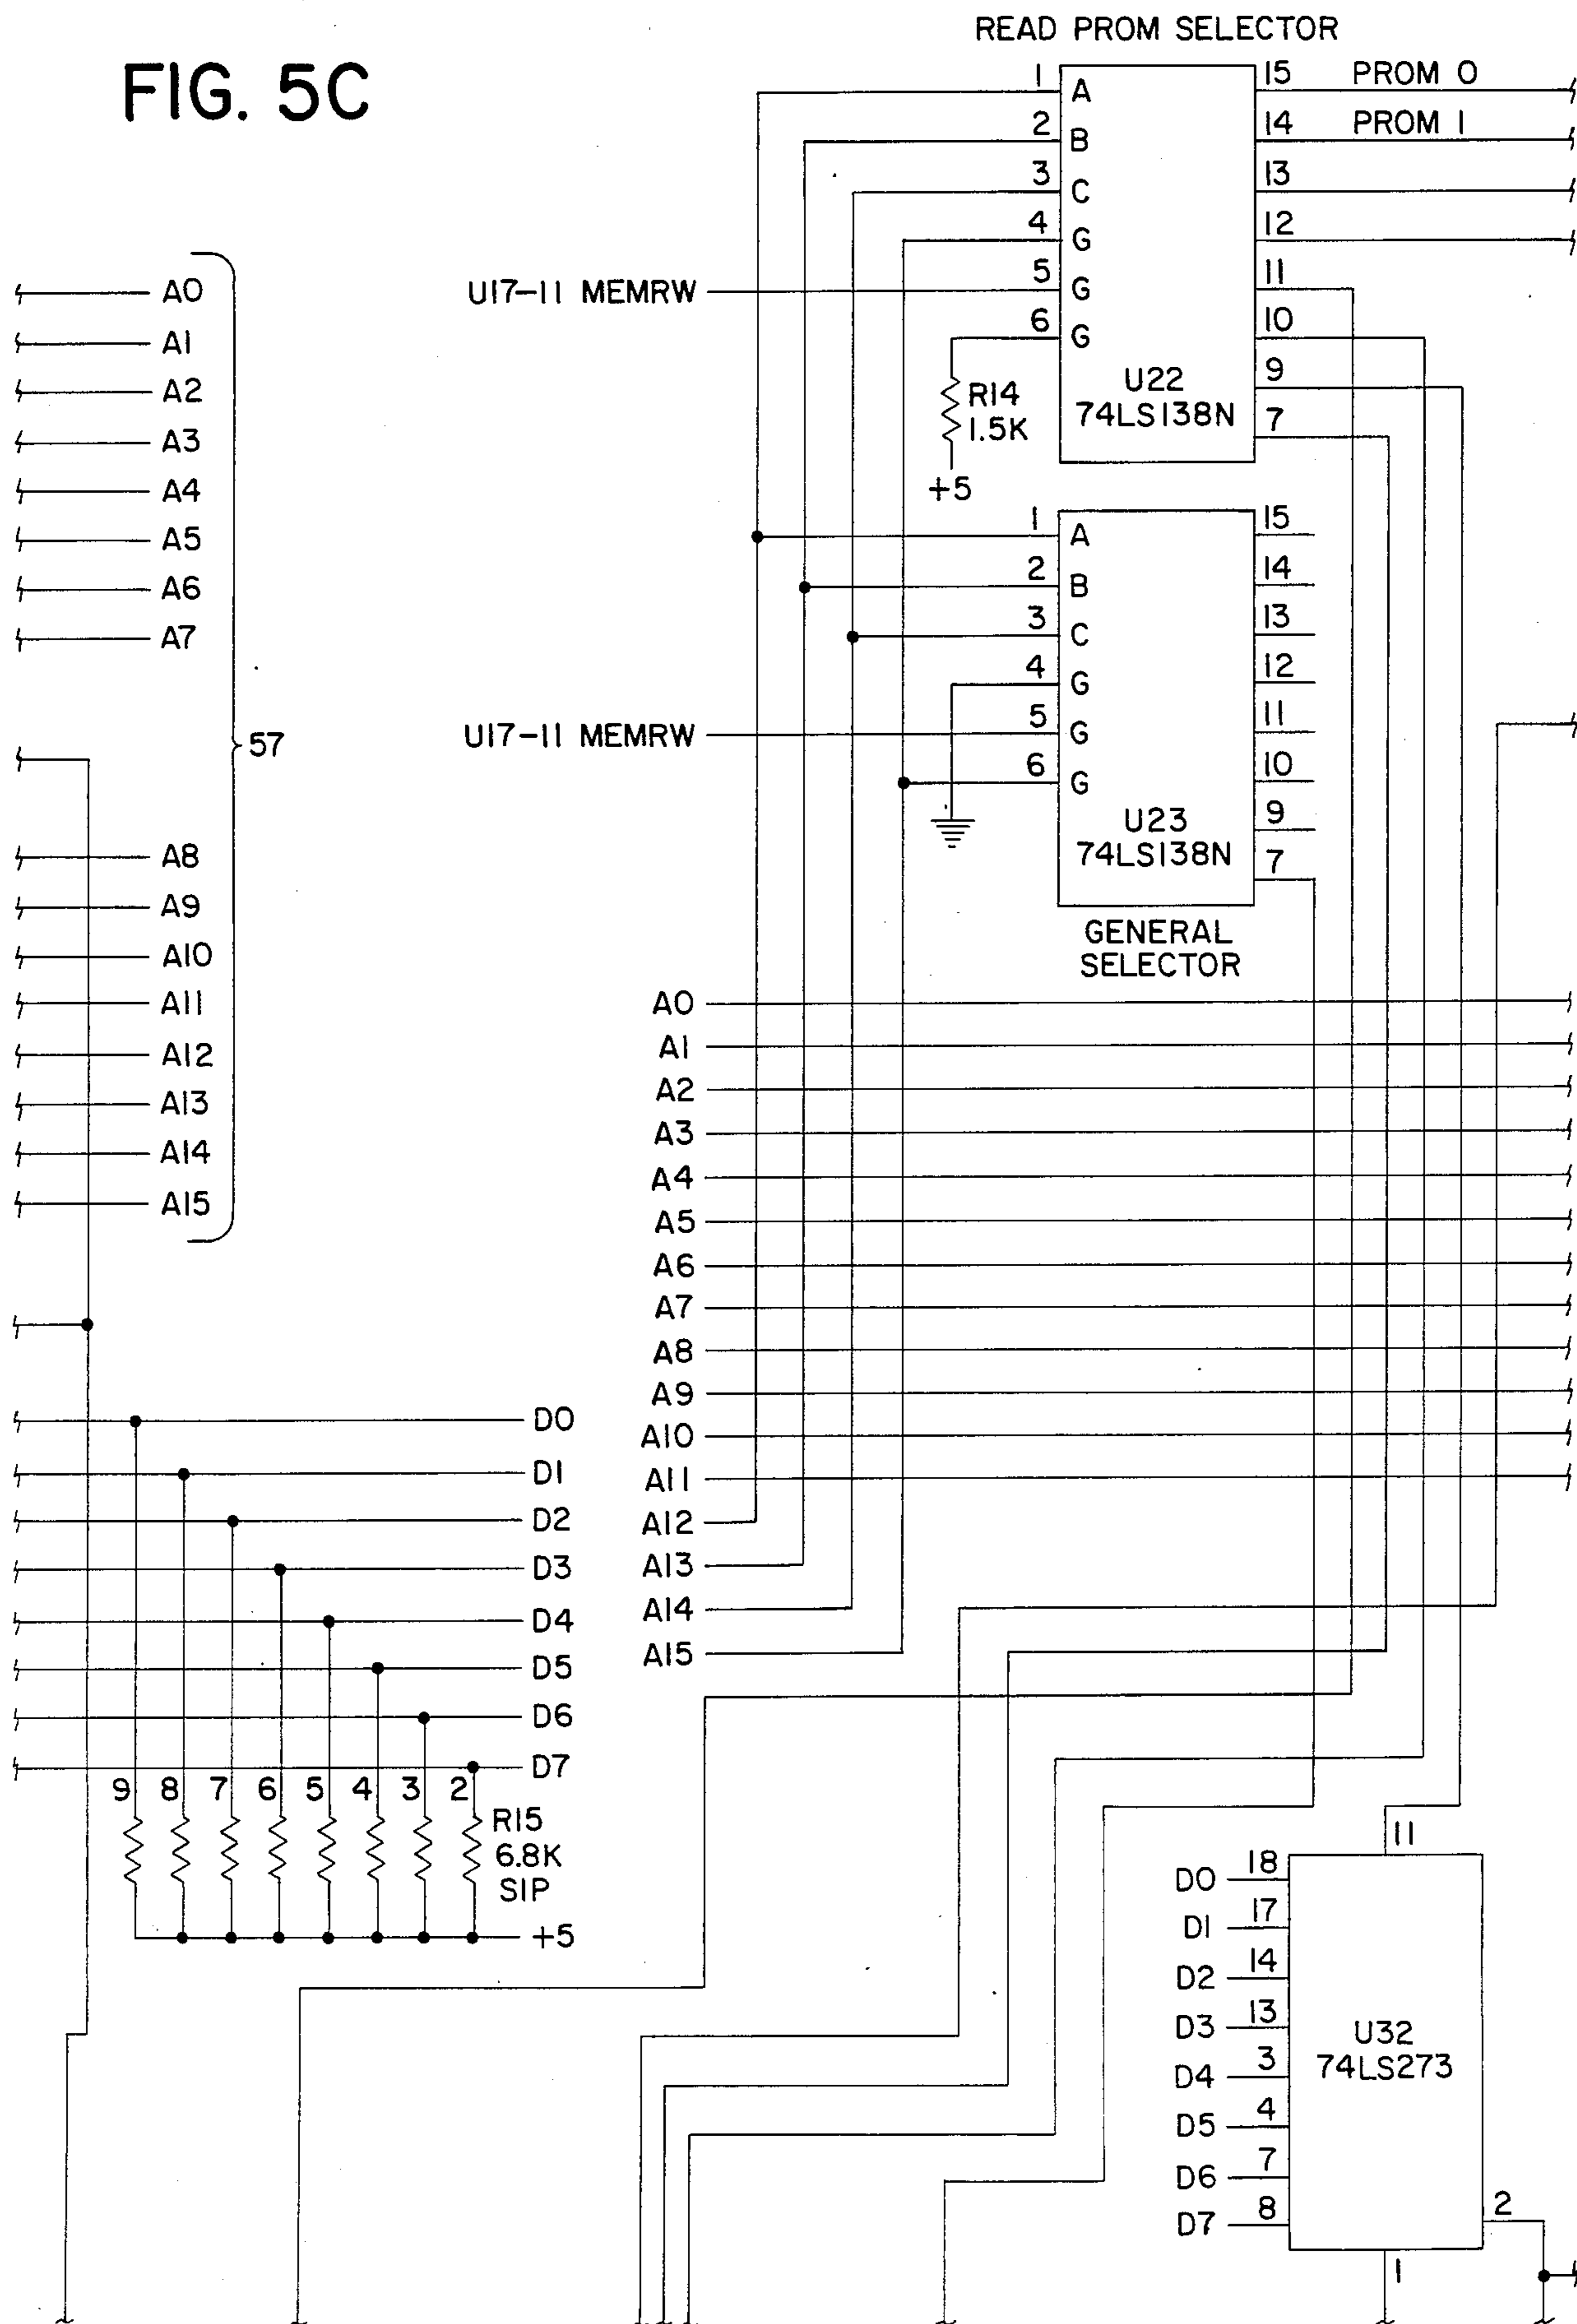 FIG. 5C
READ PROM SELECTOR
1 A 15 PROM 0
2 B 14 PROM 1
3 C 13
4 G 12
U17-11 MEMRW 5 G 11
6 G 10
9
7
R14
1.5K
+5
U22
74LS138N
1 A 15
2 B 14
3 C 13
4 G 12
U17-11 MEMRW 5 G 11
6 G 10
9
7
U23
74LS138N
GENERAL
SELECTOR
A0
A1
A2
A3
A4
A5
A6
A7
57
A8
A9
A10
A11
A12
A13
A14
A15
A0
A1
A2
A3
A4
A5
A6
A7
A8
A9
A10
A11
A12
A13
A14
A15
D0
D1
D2
D3
D4
D5
D6
D7
9 8 7 6 5 4 3 2
R15
6.8K
SIP
+5
11
D0 18
D1 17
D2 14
D3 13
D4 3
D5 4
D6 7
D7 8
U32
74LS273
2
1